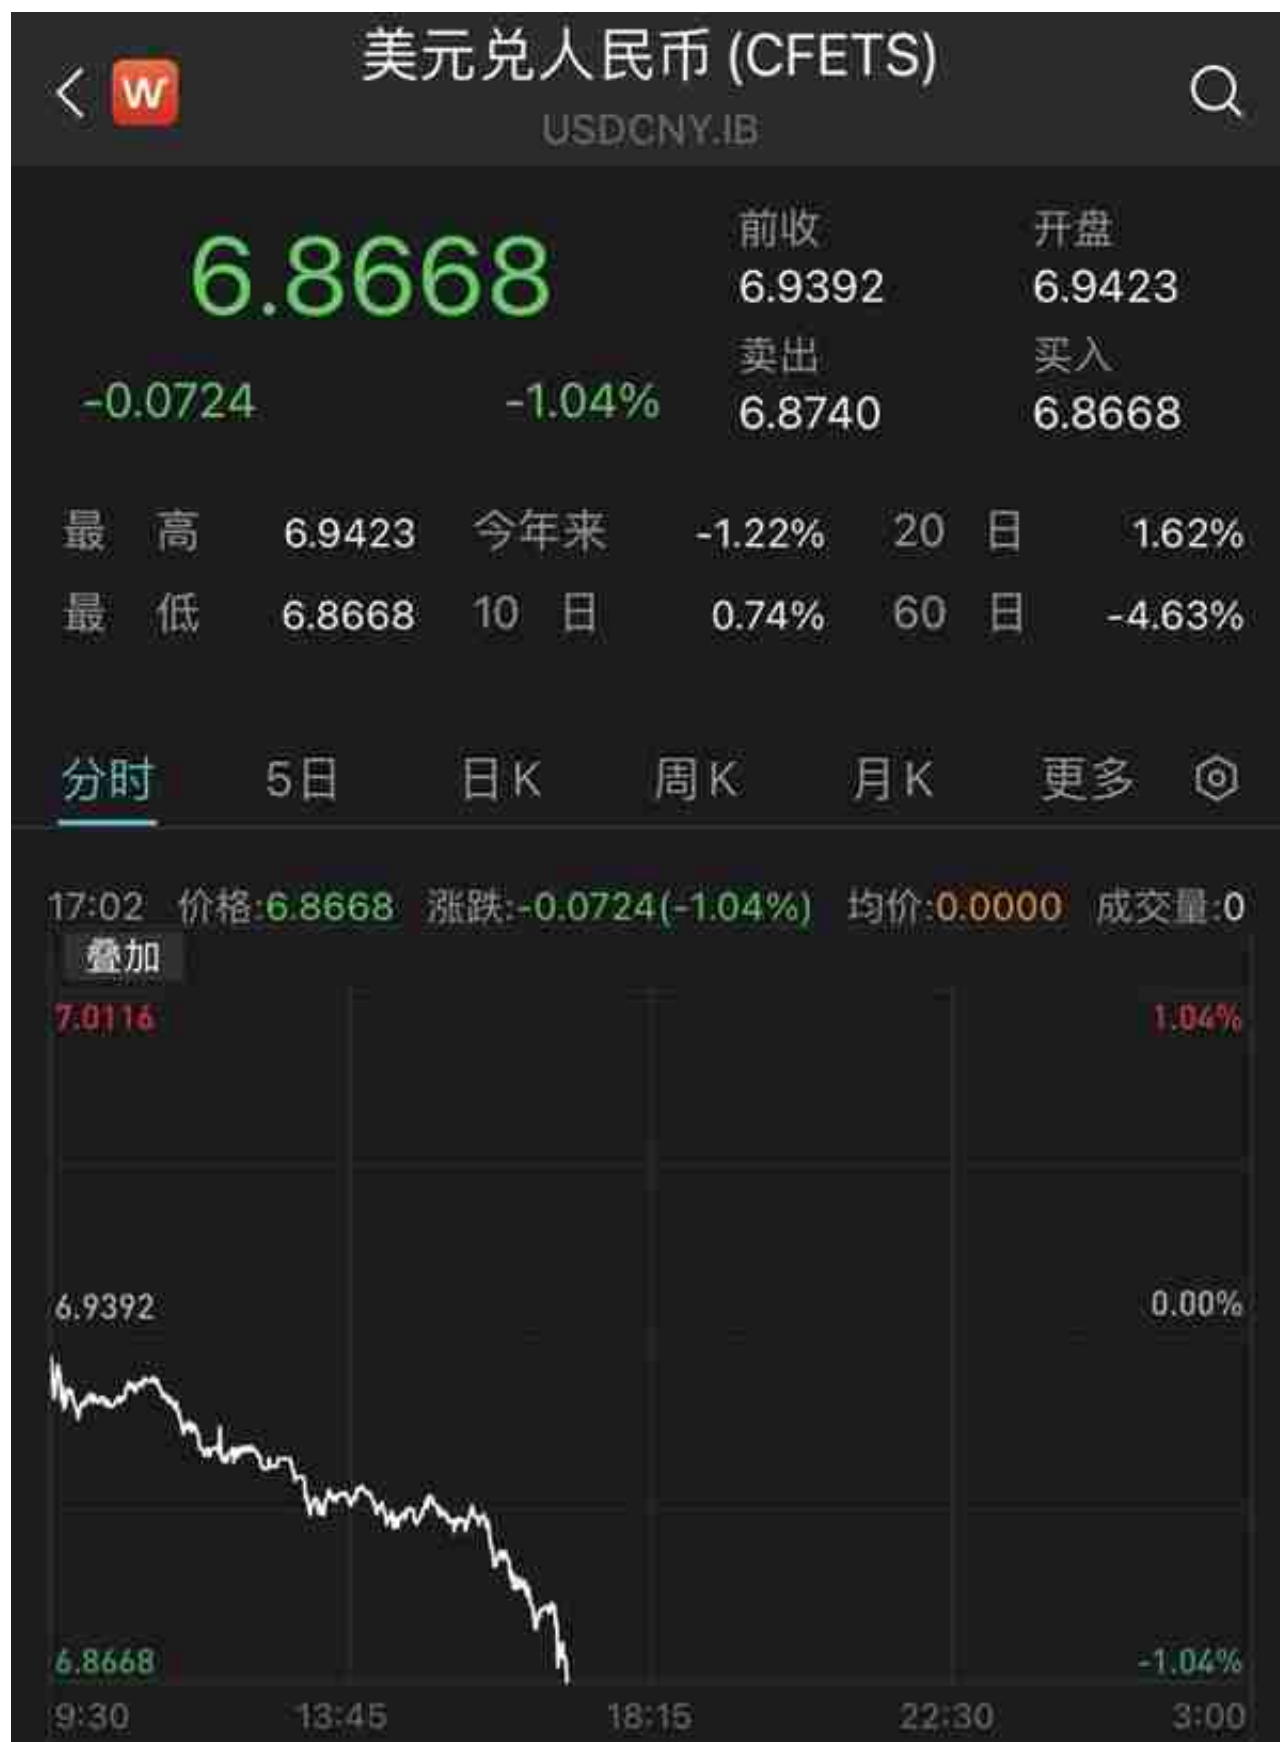 W
美元兑人民币 (CFETS)
USDCNY.IB
6.8668
-0.0724 -1.04%
前收 开盘
6.9392 6.9423
卖出 买入
6.8740 6.8668
最 高 6.9423 今年来 -1.22% 20 日 1.62%
最 低 6.8668 10 日 0.74% 60 日 -4.63%
分时 5日 日K 周K 月K 更多
17:02 价格:6.8668 涨跌:-0.0724(-1.04%) 均价:0.0000 成交量:0
叠加
7.0116 1.04%
6.9392 0.00%
6.8668 -1.04%
9:30 13:45 18:15 22:30 3:00